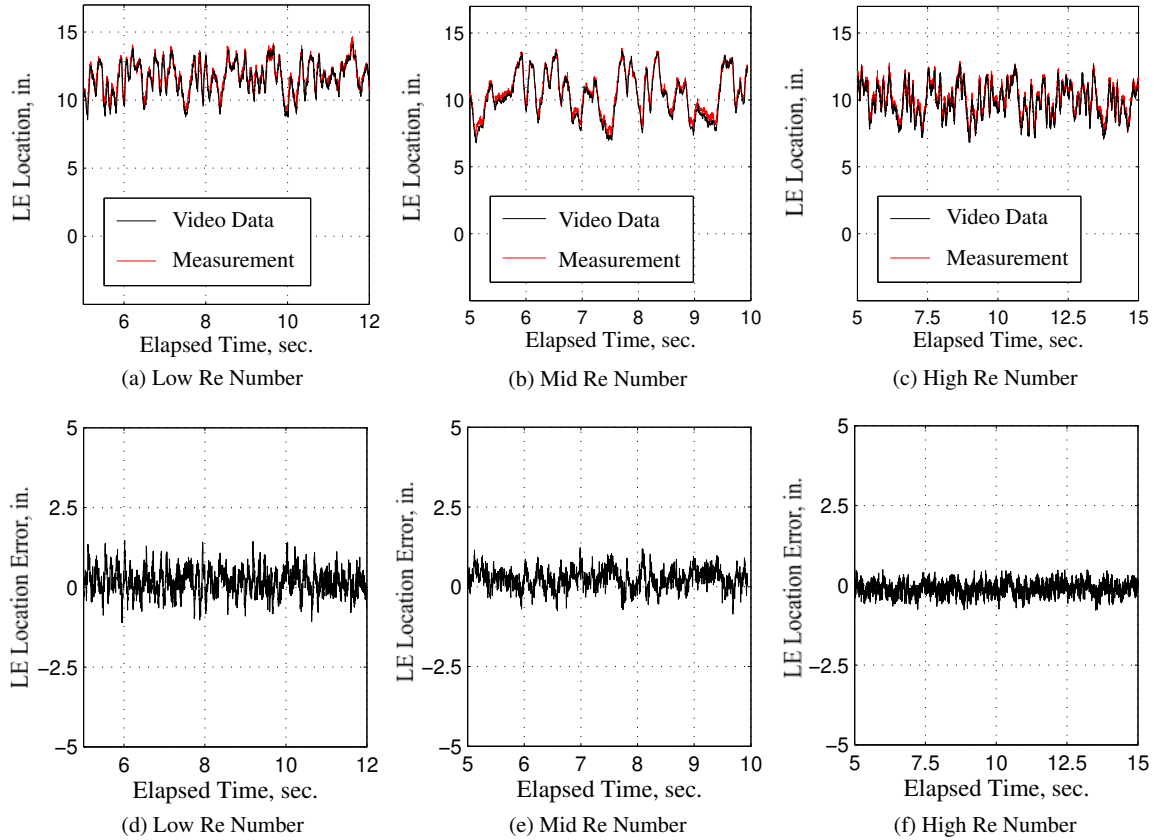 15
10
5
0
LE Location, in.
Video Data
Measurement
6
8
10
12
Elapsed Time, sec.
(a) Low Re Number
15
10
5
0
LE Location, in.
Video Data
Measurement
5
6
7
8
9
10
Elapsed Time, sec.
(b) Mid Re Number
15
10
5
0
LE Location, in.
Video Data
Measurement
5
7.5
10
12.5
15
Elapsed Time, sec.
(c) High Re Number
5
2.5
0
−2.5
−5
LE Location Error, in.
6
8
10
12
Elapsed Time, sec.
(d) Low Re Number
5
2.5
0
−2.5
−5
LE Location Error, in.
5
6
7
8
9
10
Elapsed Time, sec.
(e) Mid Re Number
5
2.5
0
−2.5
−5
LE Location Error, in.
5
7.5
10
12.5
15
Elapsed Time, sec.
(f) High Re Number